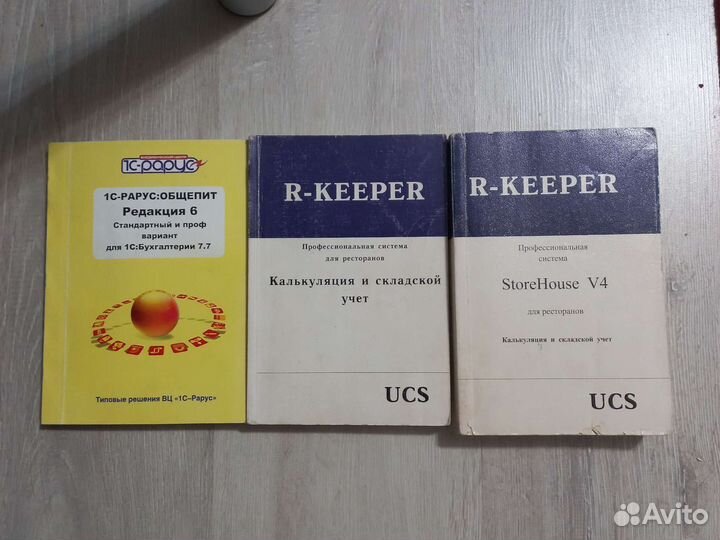 1С-рарус
1С-РАРУС:ОБЩЕПИТ
Редакция 6
Стандартный и проф
вариант
для 1С:Бухгалтерии 7.7
Типовые решения ВЦ «1С-Рарус»
R-KEEPER
Профессиональная система
для ресторанов
Калькуляция и складской
учет
UCS
R-KEEPER
Профессиональная
система
StoreHouse V4
для ресторанов
Калькуляция и складской учет
UCS
Avito